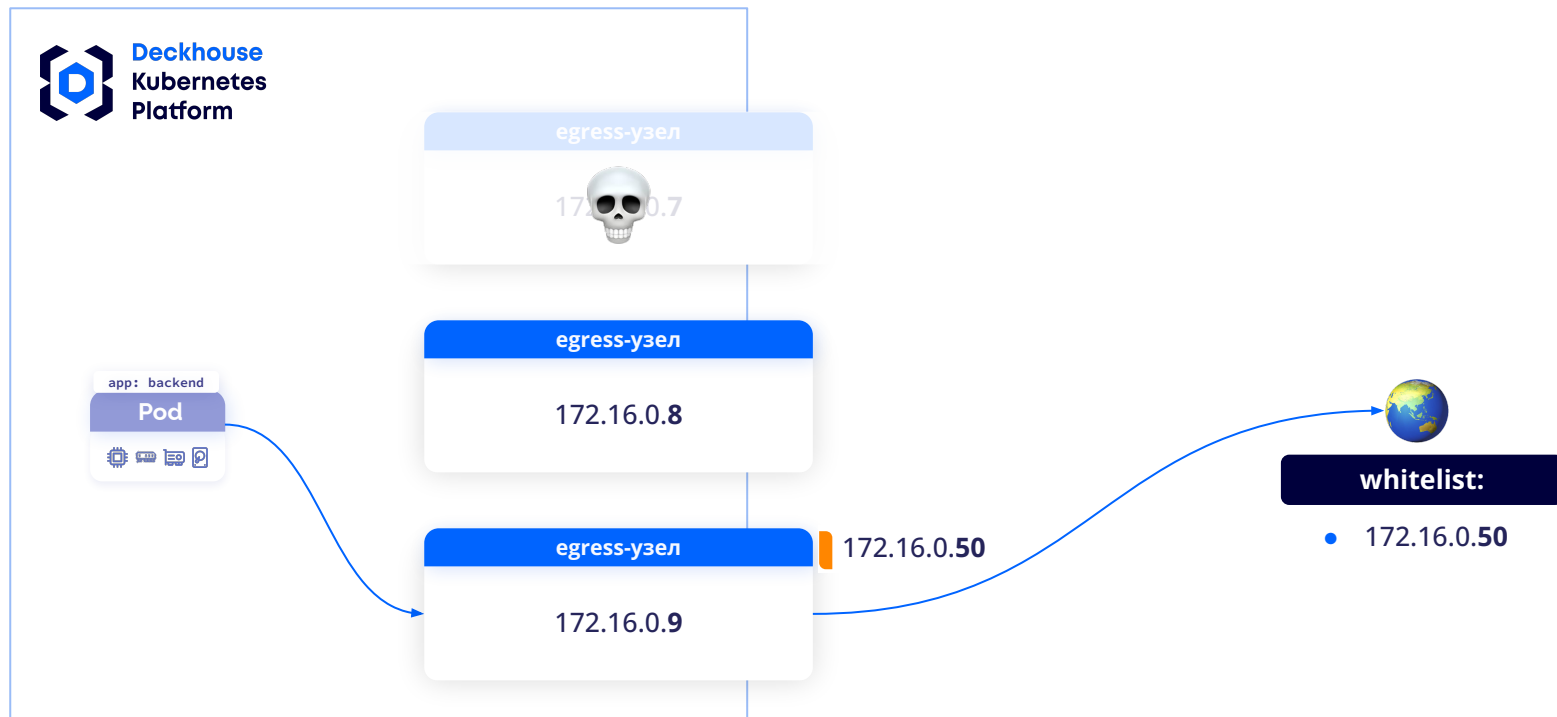 Deckhouse
Kubernetes
Platform
egress-узел
egress-узел
172.16.0.8
app: backend
Pod
egress-узел
172.16.0.50
172.16.0.9
whitelist:
172.16.0.50